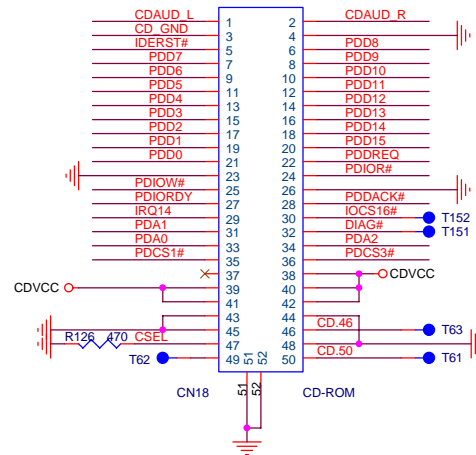 CDAUD_L 1 2 CDAUD_R
CD_GND 3 4
IDERST# 5 6 PDD8
PDD7 7 8 PDD9
PDD6 9 10 PDD10
PDD5 11 12 PDD11
PDD4 13 14 PDD12
PDD3 15 16 PDD13
PDD2 17 18 PDD14
PDD1 19 20 PDD15
PDD0 21 22 PDDREQ
23 24 PDIOR#
PDIOW# 25 26
PDIORDY 27 28 PDDACK#
IRQ14 29 30 IOCS16# T152
PDA1 31 32 DIAG# T151
PDA0 33 34 PDA2
PDCS1# 35 36 PDCS3#
37 38 CDVCC
CDVCC 39 40
41 42
43 44
45 46 CD.46 T63
R126 470 CSEL 47 48
T62 49 51 52 50 CD.50 T61
CN18 51 52 CD-ROM